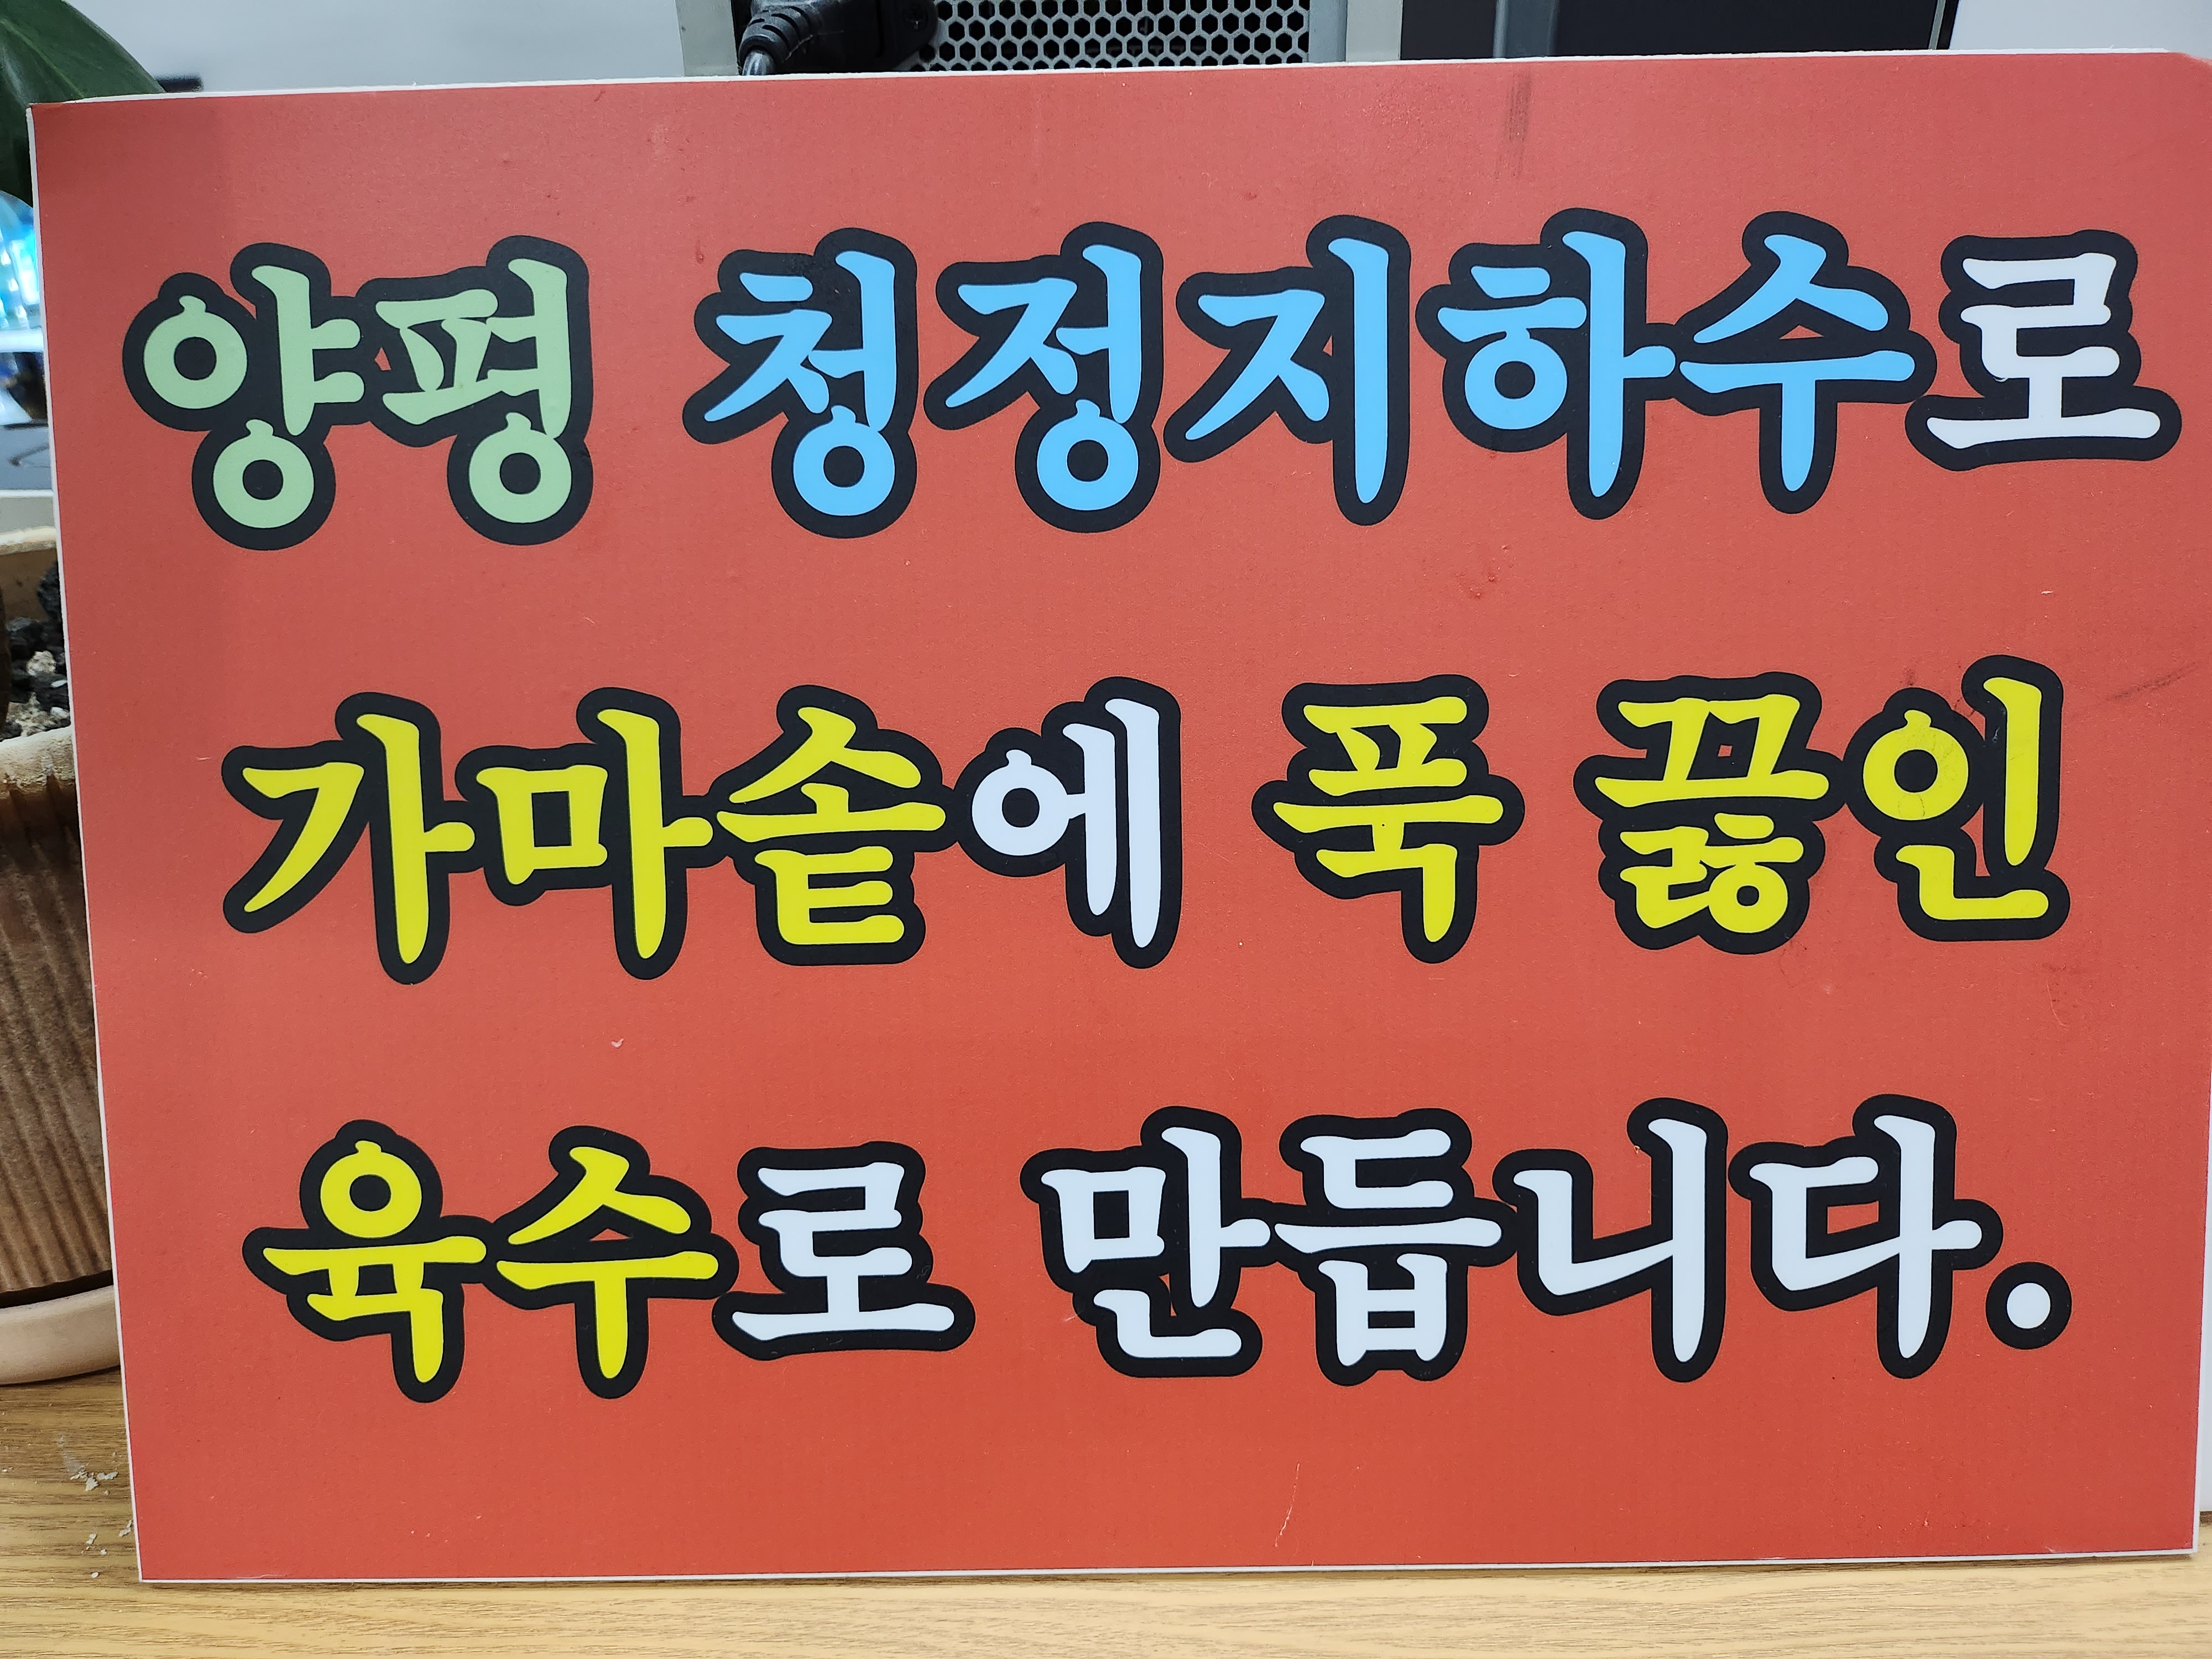 양평 청정지하수로
가마솥에 푹 끓인
육수로 만듭니다.